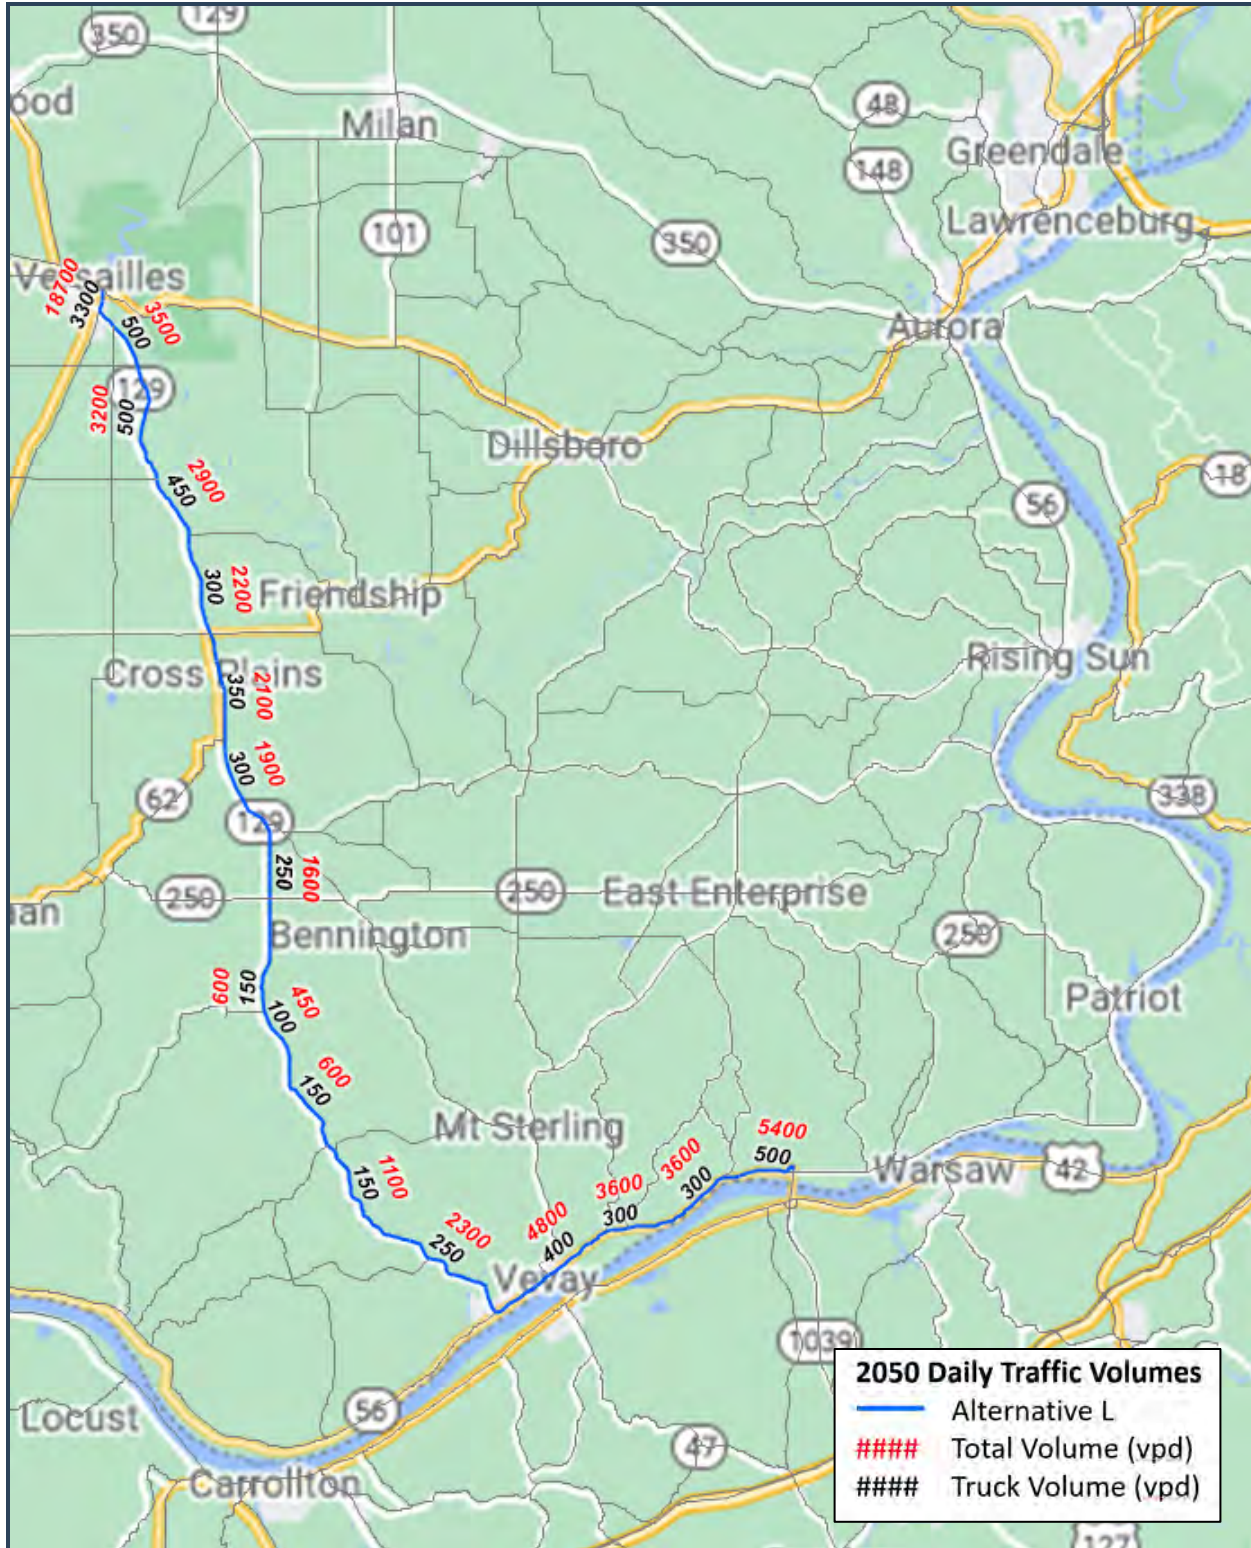 129
350
ood
Milan
48
Greendale
148
Lawrenceburg
101
350
Versailles
18700
3300
3500
500
Aurora
129
3200
500
Dillsboro
2900
450
18
56
2200
300
Friendship
Rising Sun
Cross Plains
2100
350
1900
300
62
338
129
1600
250
250
250
East Enterprise
aan
Bennington
250
600
150
450
100
Patriot
600
150
Mt Sterling
5400
500
1100
150
3600
300
3600
300
Warsaw
42
2300
250
4800
400
Vevay
1039
2050 Daily Traffic Volumes
Alternative L
#### Total Volume (vpd)
#### Truck Volume (vpd)
56
Locust
47
Carrollton
127